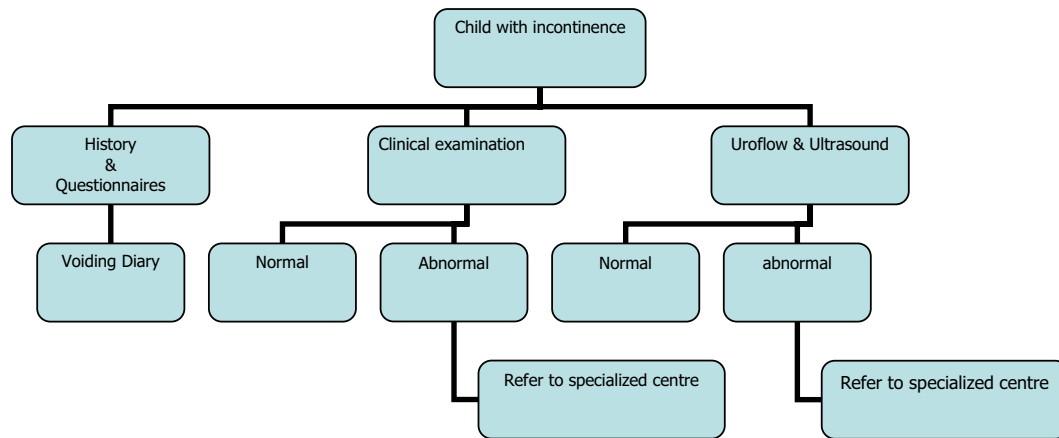 Child with incontinence
History
&
Questionnaires
Clinical examination
Uroflow & Ultrasound
Voiding Diary
Normal
Abnormal
Normal
abnormal
Refer to specialized centre
Refer to specialized centre